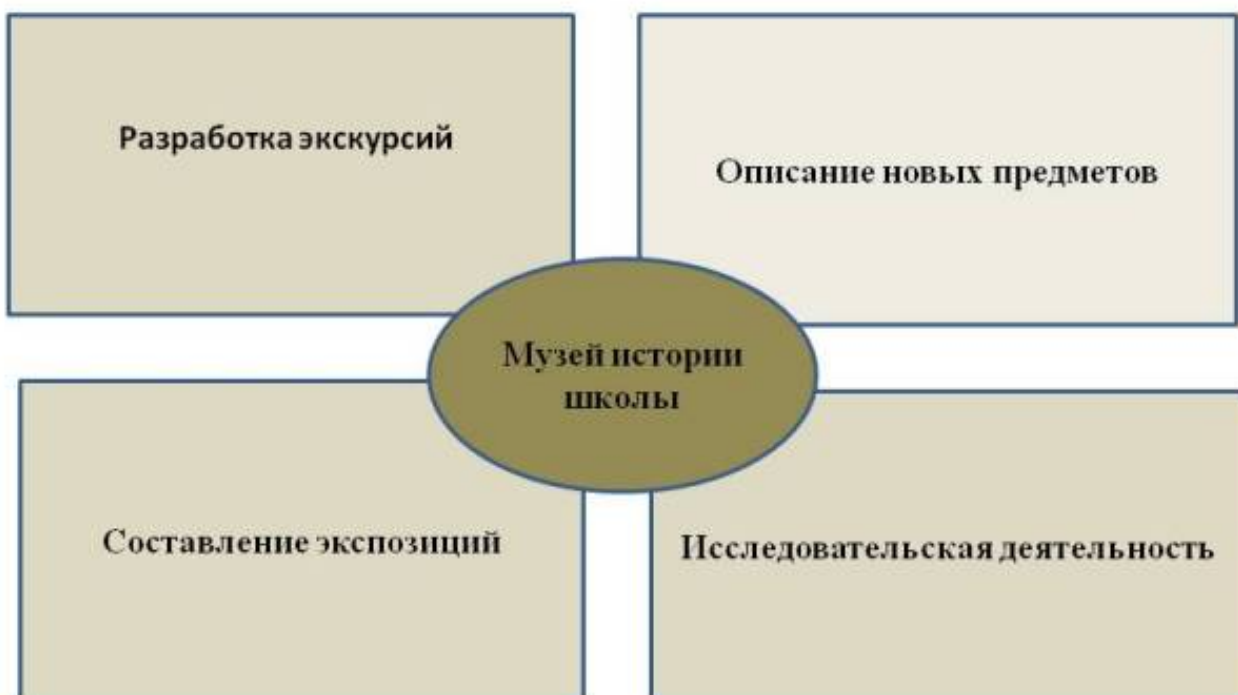 Разработка экскурсий
Описание новых предметов
Музей истории
школы
Составление экспозиций
Исследовательская деятельность